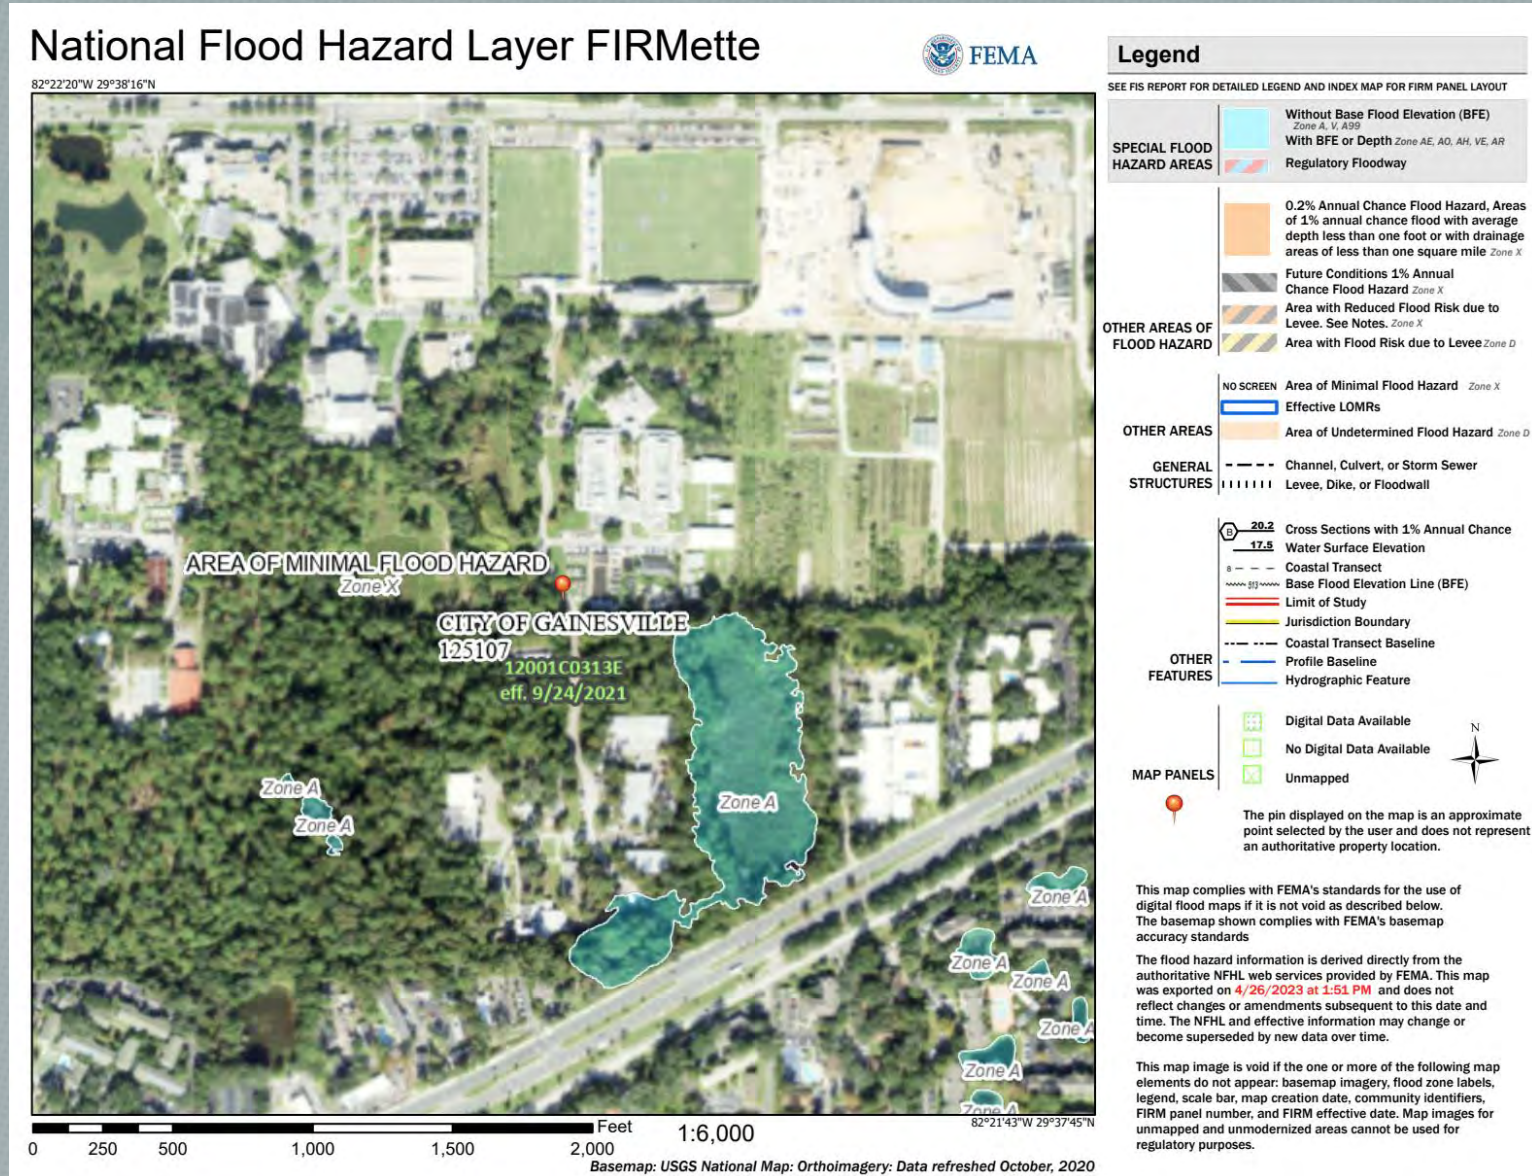 National Flood Hazard Layer FIRMette
FEMA
82°22'20"W 29°38'16"N
AREA OF MINIMAL FLOOD HAZARD
Zone X
CITY OF GAINESVILLE
125107
12001C0313E
eff. 9/24/2021
Zone A
Zone A
Zone A
Zone A
Zone A
Zone A
Zone A
Zone A
Zone A
82°21'43"W 29°37'45"N
0 250 500 1,000 1,500 2,000 Feet
1:6,000
Basemap: USGS National Map: Orthoimagery: Data refreshed October, 2020
Legend
SEE FIS REPORT FOR DETAILED LEGEND AND INDEX MAP FOR FIRM PANEL LAYOUT
SPECIAL FLOOD
HAZARD AREAS
Without Base Flood Elevation (BFE)
Zone A, V, A99
With BFE or Depth Zone AE, AO, AH, VE, AR
Regulatory Floodway
0.2% Annual Chance Flood Hazard, Areas
of 1% annual chance flood with average
depth less than one foot or with drainage
areas of less than one square mile Zone X
Future Conditions 1% Annual
Chance Flood Hazard Zone X
OTHER AREAS OF
FLOOD HAZARD
Area with Reduced Flood Risk due to
Levee. See Notes. Zone X
Area with Flood Risk due to Levee Zone D
NO SCREEN Area of Minimal Flood Hazard Zone X
Effective LOMRs
OTHER AREAS
Area of Undetermined Flood Hazard Zone D
GENERAL
STRUCTURES
Channel, Culvert, or Storm Sewer
Levee, Dike, or Floodwall
B 20.2 Cross Sections with 1% Annual Chance
17.5 Water Surface Elevation
8 Coastal Transect
513 Base Flood Elevation Line (BFE)
Limit of Study
Jurisdiction Boundary
Coastal Transect Baseline
OTHER
FEATURES
Profile Baseline
Hydrographic Feature
Digital Data Available
No Digital Data Available
Unmapped
MAP PANELS
N
The pin displayed on the map is an approximate
point selected by the user and does not represent
an authoritative property location.
This map complies with FEMA's standards for the use of
digital flood maps if it is not void as described below.
The basemap shown complies with FEMA's basemap
accuracy standards
The flood hazard information is derived directly from the
authoritative NFHL web services provided by FEMA. This map
was exported on 4/26/2023 at 1:51 PM and does not
reflect changes or amendments subsequent to this date and
time. The NFHL and effective information may change or
become superseded by new data over time.
This map image is void if the one or more of the following map
elements do not appear: basemap imagery, flood zone labels,
legend, scale bar, map creation date, community identifiers,
FIRM panel number, and FIRM effective date. Map images for
unmapped and unmodernized areas cannot be used for
regulatory purposes.